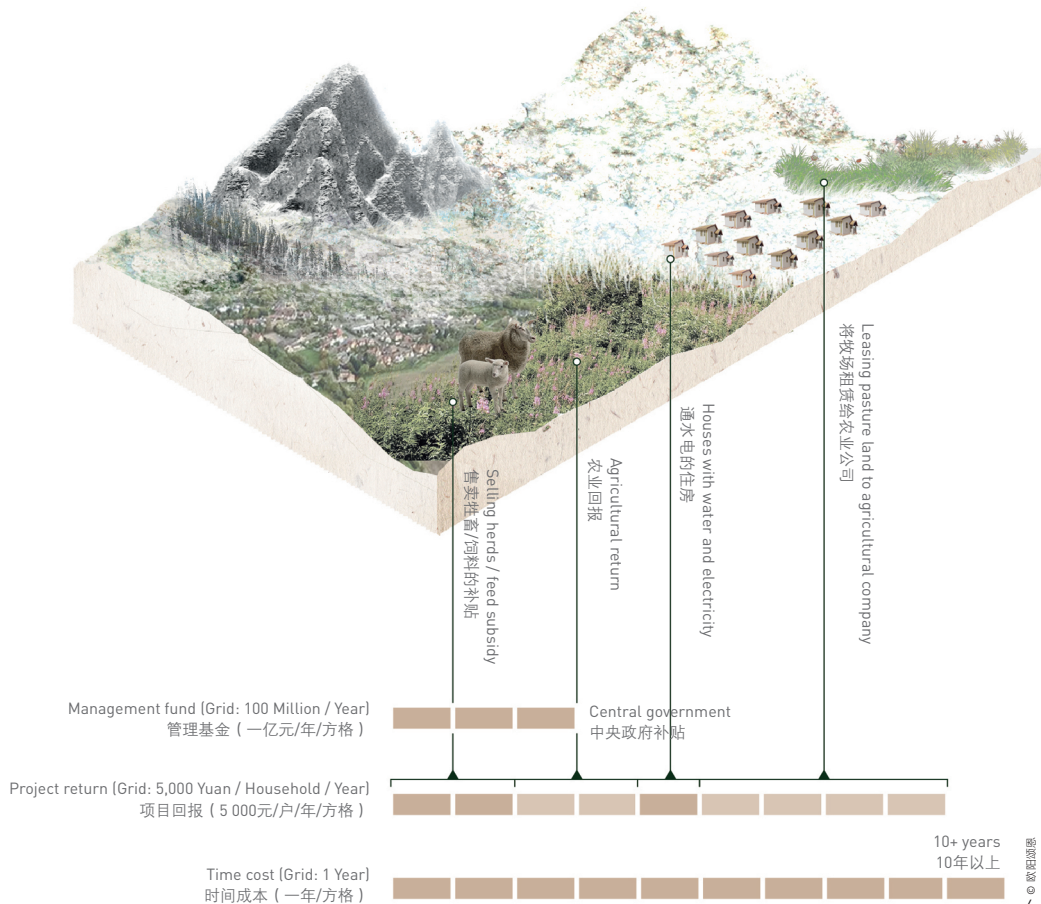 Leasing pasture land to agricultural company
将牧场租赁给农业公司
Houses with water and electricity
通水电的住房
Agricultural return
农业回报
Selling herds / feed subsidy
售卖牲畜/饲料的补贴
Management fund (Grid: 100 Million / Year)
管理基金（一亿元/年/方格）
Central government
中央政府补贴
Project return (Grid: 5,000 Yuan / Household / Year)
项目回报（5 000元/户/年/方格）
10+ years
10年以上
Time cost (Grid: 1 Year)
时间成本（一年/方格）
© 欧阳颂恩